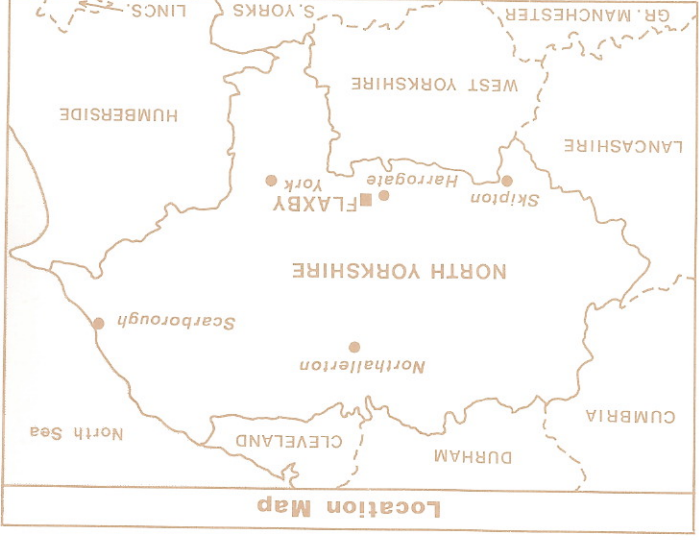 Location Map
DURHAM
CLEVELAND
North Sea
CUMBRIA
Northallerton
Scarborough
NORTH YORKSHIRE
FLAXBY
Skipton
Harrogate
York
LANCASHIRE
HUMBERSIDE
WEST YORKSHIRE
GR. MANCHESTER
S. YORKS
LINCS.